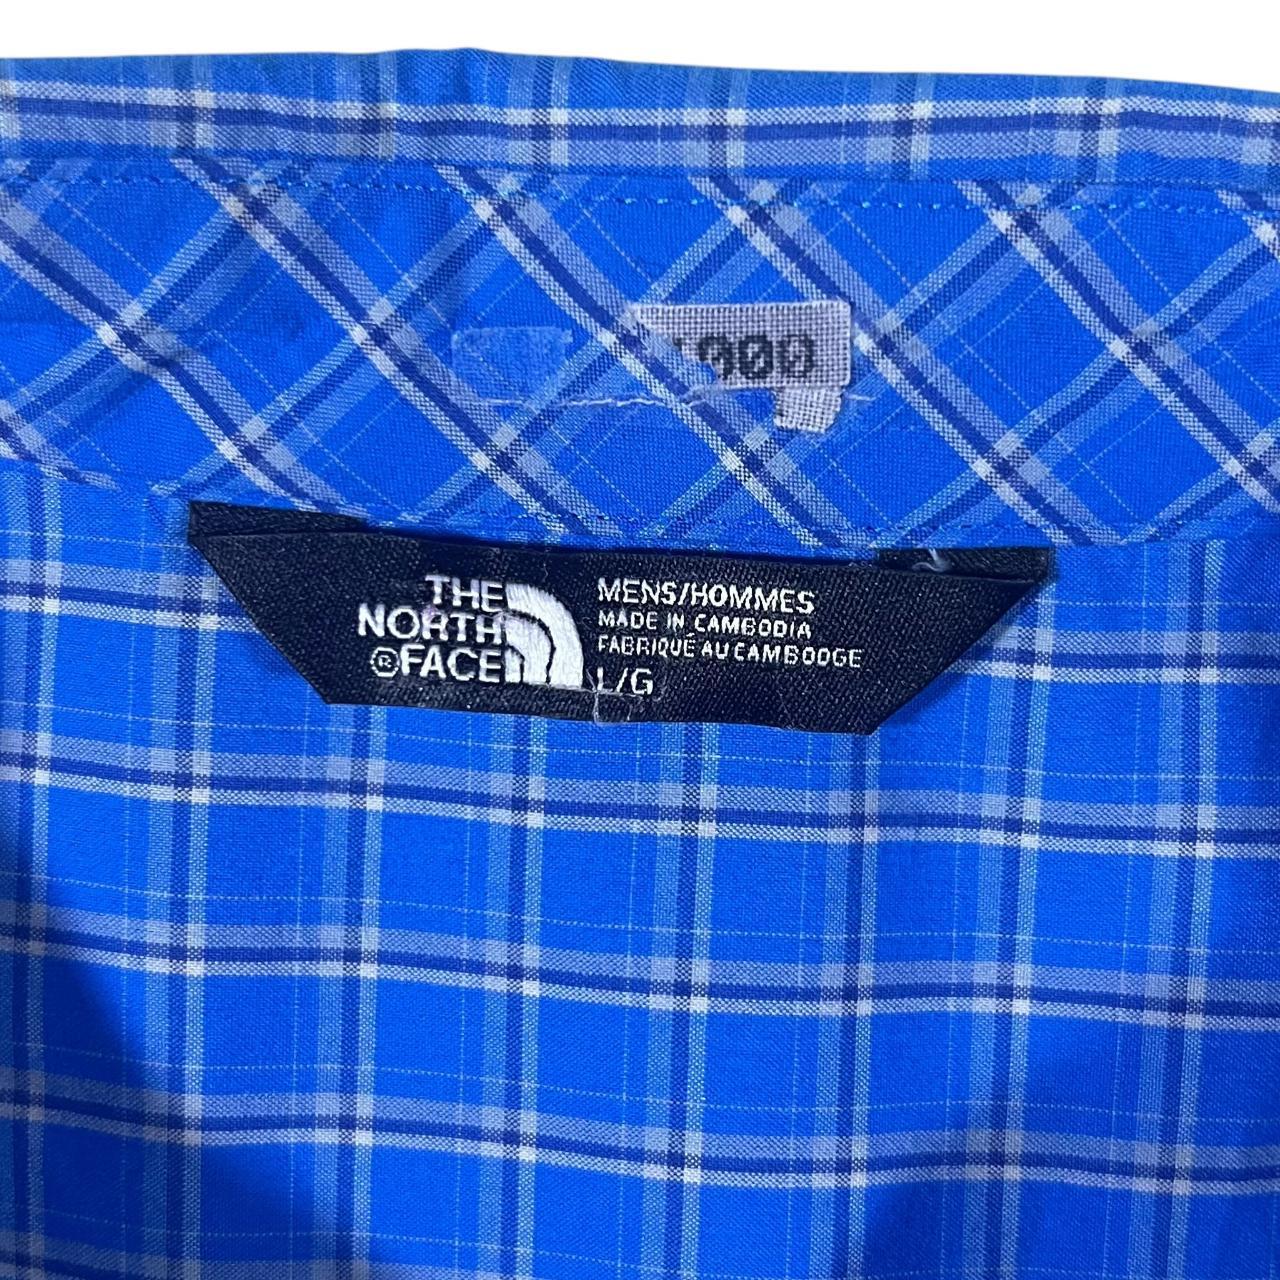 000
THE
NORTH
®FACE
MENS/HOMMES
MADE IN CAMBODIA
FABRIQUÉ AU CAMBODGE
L/G